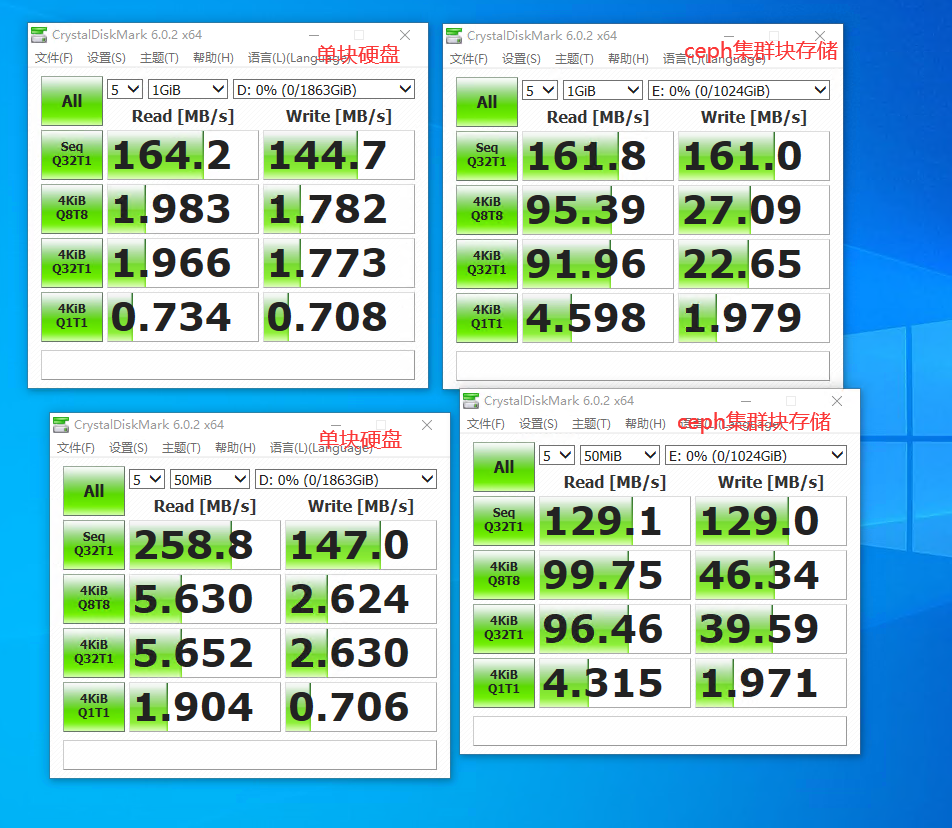 CrystalDiskMark 6.0.2 x64
文件(F) 设置(S) 主题(T) 帮助(H) 语言(L)(Language)
单块硬盘
All 5 1GiB D: 0% (0/1863GiB)
Read [MB/s] Write [MB/s]
Seq Q32T1 164.2 144.7
4KiB Q8T8 1.983 1.782
4KiB Q32T1 1.966 1.773
4KiB Q1T1 0.734 0.708
CrystalDiskMark 6.0.2 x64
文件(F) 设置(S) 主题(T) 帮助(H) 语言(L)(Language)
ceph集群块存储
All 5 1GiB E: 0% (0/1024GiB)
Read [MB/s] Write [MB/s]
Seq Q32T1 161.8 161.0
4KiB Q8T8 95.39 27.09
4KiB Q32T1 91.96 22.65
4KiB Q1T1 4.598 1.979
CrystalDiskMark 6.0.2 x64
文件(F) 设置(S) 主题(T) 帮助(H) 语言(L)(Language)
单块硬盘
All 5 50MiB D: 0% (0/1863GiB)
Read [MB/s] Write [MB/s]
Seq Q32T1 258.8 147.0
4KiB Q8T8 5.630 2.624
4KiB Q32T1 5.652 2.630
4KiB Q1T1 1.904 0.706
CrystalDiskMark 6.0.2 x64
文件(F) 设置(S) 主题(T) 帮助(H) 语言(L)(Language)
ceph集群块存储
All 5 50MiB E: 0% (0/1024GiB)
Read [MB/s] Write [MB/s]
Seq Q32T1 129.1 129.0
4KiB Q8T8 99.75 46.34
4KiB Q32T1 96.46 39.59
4KiB Q1T1 4.315 1.971